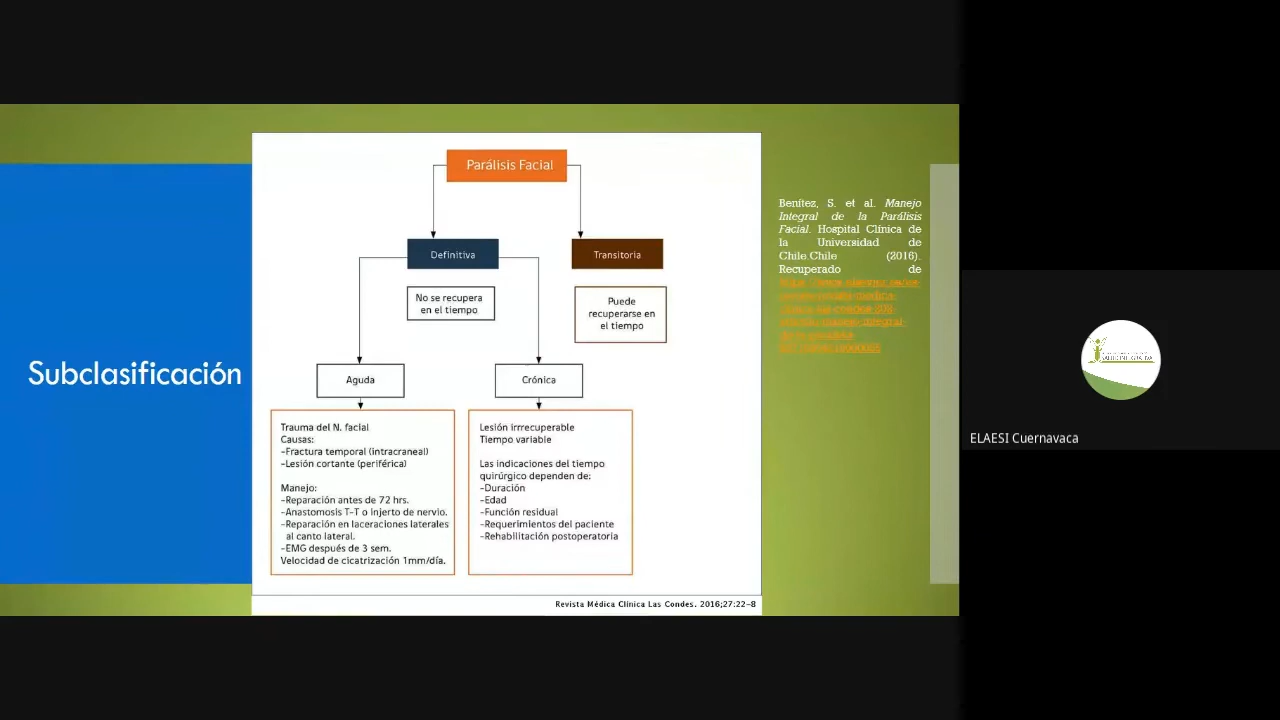 Subclasificación
Parálisis Facial
Definitiva
Transitoria
No se recupera
en el tiempo
Puede
recuperarse en
el tiempo
Aguda
Crónica
Trauma del N. facial
Causas:
-Fractura temporal (intracraneal)
-Lesión cortante (periférica)
Manejo:
-Reparación antes de 72 hrs.
-Anastomosis T-T o injerto de nervio.
-Reparación en laceraciones laterales
al canto lateral.
-EMG después de 3 sem.
Velocidad de cicatrización 1mm/día.
Lesión irrrecuperable
Tiempo variable
Las indicaciones del tiempo
quirúrgico dependen de:
-Duración
-Edad
-Función residual
-Requerimientos del paciente
-Rehabilitación postoperatoria
Revista Médica Clínica Las Condes. 2016;27:22-8
Benítez, S. et al. Manejo
Integral de la Parálisis
Facial. Hospital Clínica de
la Universidad de
Chile.Chile (2016).
Recuperado de
ELAESI Cuernavaca